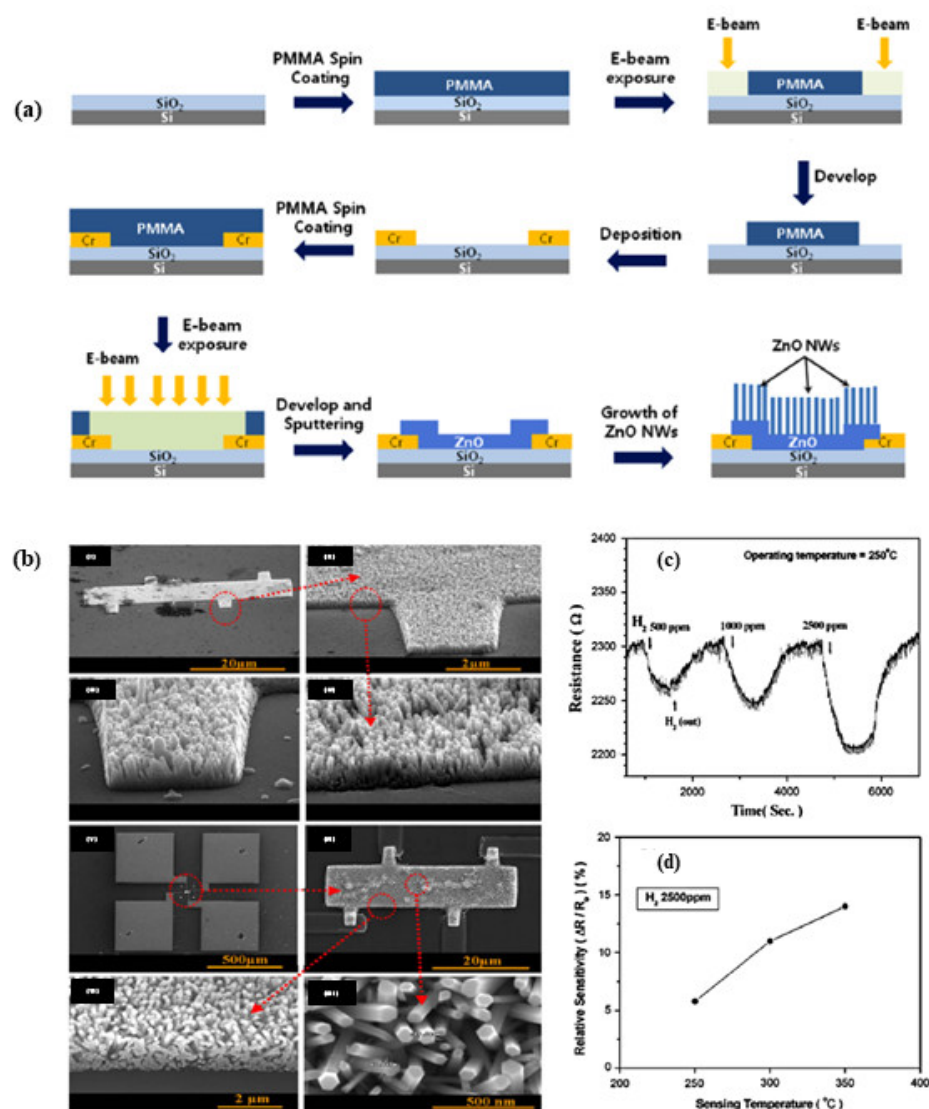 (a)
SiO₂
Si
PMMA Spin
Coating
PMMA
SiO₂
Si
E-beam
exposure
E-beam
E-beam
PMMA
SiO₂
Si
Develop
PMMA
SiO₂
Si
Deposition
Cr
Cr
SiO₂
Si
PMMA Spin
Coating
PMMA
Cr
Cr
SiO₂
Si
E-beam
exposure
E-beam
Cr
Cr
SiO₂
Si
Develop and
Sputtering
ZnO
Cr
SiO₂
Si
Growth of
ZnO NWs
ZnO NWs
Cr
ZnO
Cr
SiO₂
Si
(b)
20μm
2μm
500μm
20μm
2 μm
500 nm
(c)
Operating temperature = 250°C
H₂ 500 ppm
1000 ppm
2500 ppm
H₂ (out)
Resistance ( Ω )
2400
2350
2300
2250
2200
2000
4000
6000
Time( Sec. )
(d)
H₂ 2500ppm
Relative Sensitivity ( ΔR / R₀ ) ( % )
20
15
10
5
0
200
250
300
350
400
Sensing Temperature ( °C )